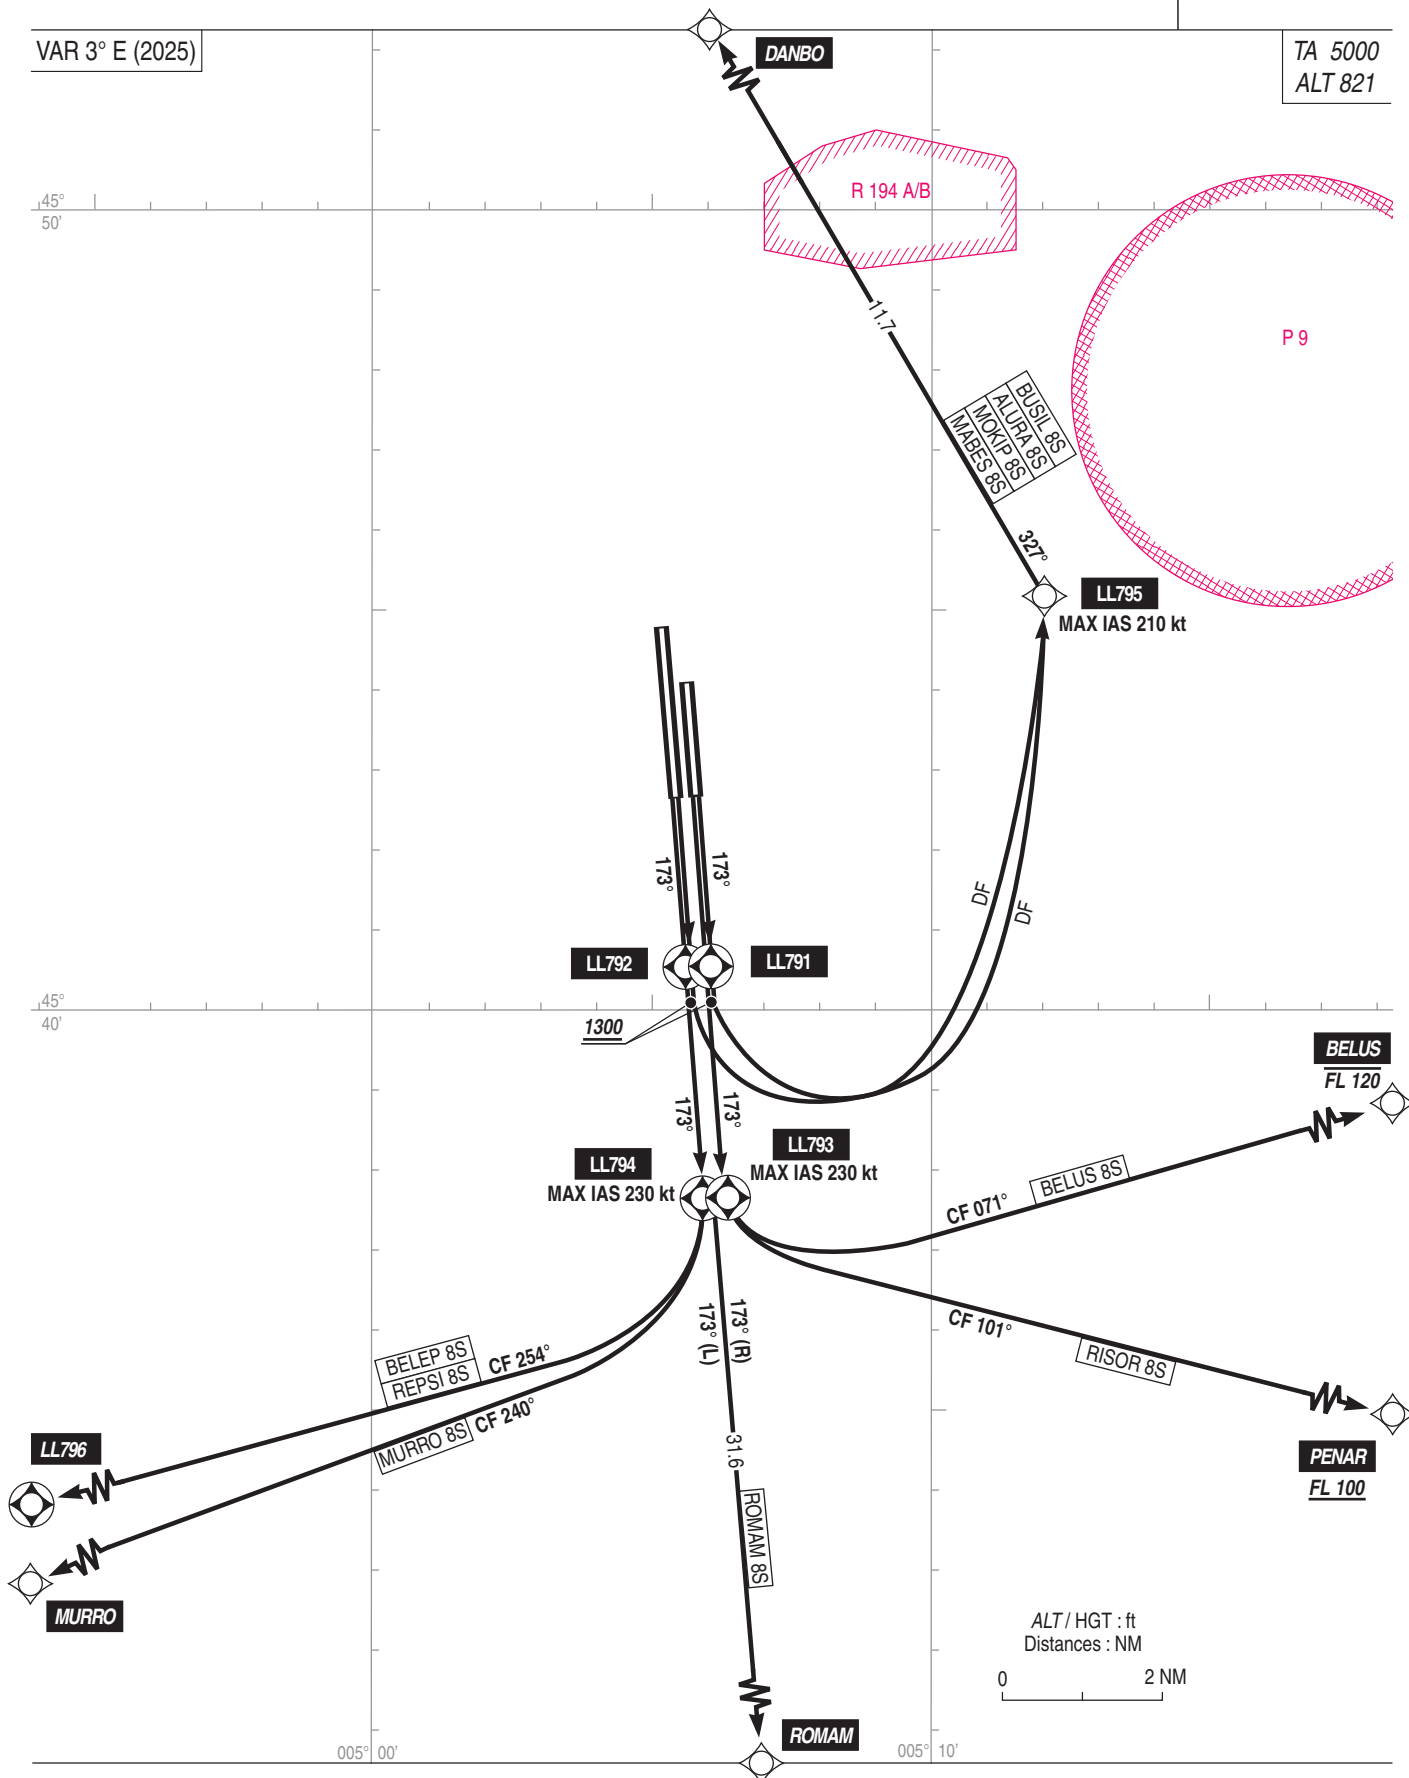 VAR 3° E (2025)
DANBO
TA 5000
ALT 821
R 194 A/B
45°
50'
P 9
11.7
BUSIL 8S
ALURA 8S
MOKIP 8S
MABES 8S
327°
LL795
MAX IAS 210 kt
173°
173°
DF
DF
LL792
LL791
45°
40'
1300
BELUS
FL 120
173°
173°
LL793
MAX IAS 230 kt
LL794
MAX IAS 230 kt
BELUS 8S
CF 071°
CF 101°
RISOR 8S
173° (L)
173° (R)
BELEP 8S
REPSI 8S
CF 254°
MURRO 8S
CF 240°
31.6
LL796
PENAR
FL 100
ROMAM 8S
MURRO
ALT / HGT : ft
Distances : NM
0 2 NM
ROMAM
005° 00'
005° 10'